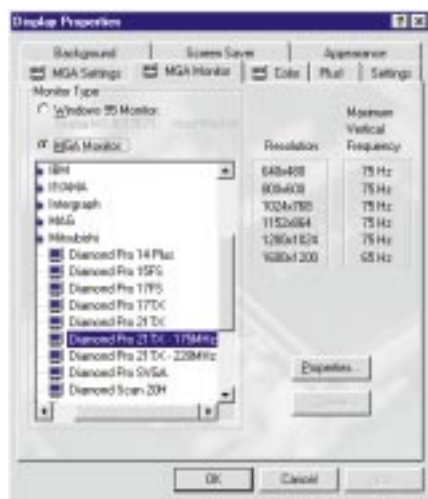 Display Properties
Background
Screen Saver
Appearance
MGA Settings
MGA Monitor
Color
Plus!
Settings
Monitor Type
Windows 95 Monitor:
MGA Monitor:
Resolution
Maximum Vertical Frequency
IBM
IIYAMA
Intergraph
MAG
Mitsubishi
Diamond Pro 14 Plus
Diamond Pro 15FS
Diamond Pro 17FS
Diamond Pro 17TX
Diamond Pro 21TX
Diamond Pro 21TX - 175MHz
Diamond Pro 21TX - 220MHz
Diamond Pro SVGA
Diamond Scan 20H
640x480 75 Hz
800x600 75 Hz
1024x768 75 Hz
1152x864 75 Hz
1280x1024 75 Hz
1600x1200 65 Hz
Properties...
OK
Cancel